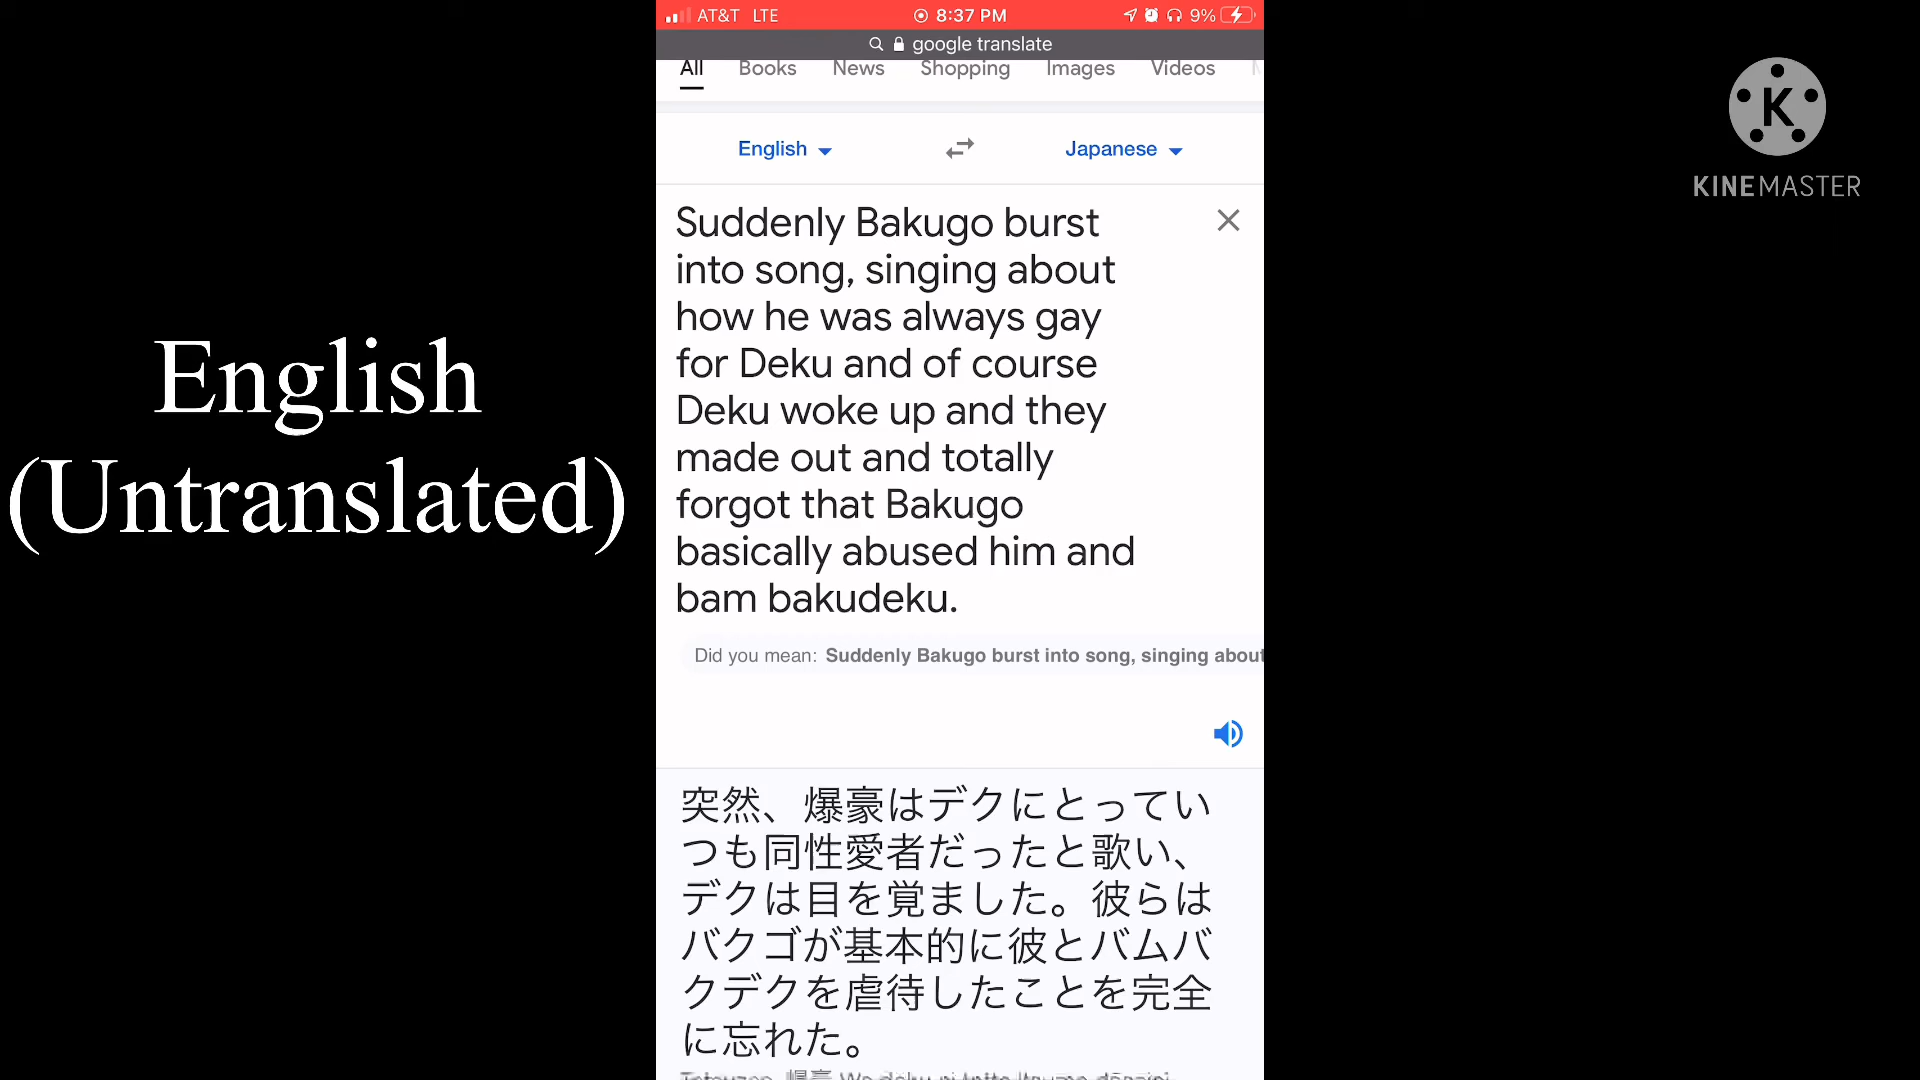 AT&T LTE 8:37 PM 9%
google translate
All Books News Shopping Images Videos
English Japanese
Suddenly Bakugo burst
into song, singing about
how he was always gay
for Deku and of course
Deku woke up and they
made out and totally
forgot that Bakugo
basically abused him and
bam bakudeku.
Did you mean: Suddenly Bakugo burst into song, singing about
突然、爆豪はデクにとってい
つも同性愛者だったと歌い、
デクは目を覚ました。彼らは
バクゴが基本的に彼とバムバ
クデクを虐待したことを完全
に忘れた。
English
(Untranslated)
K
KINEMASTER